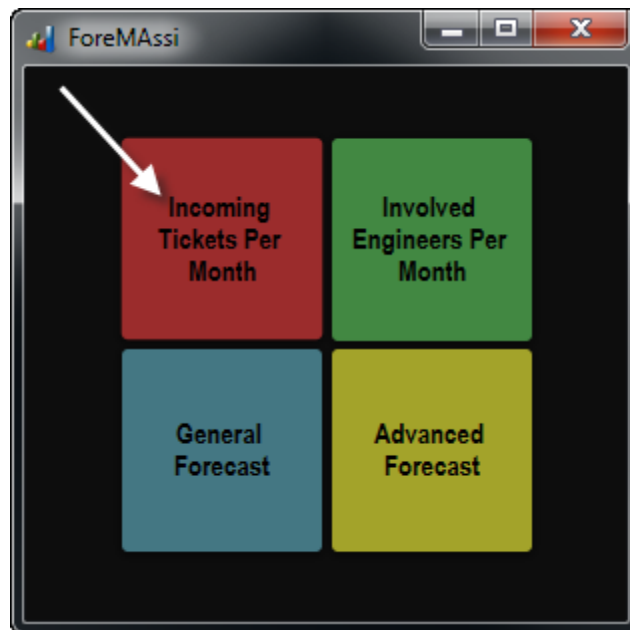 ForeMAssi
Incoming
Tickets Per
Month
Involved
Engineers Per
Month
General
Forecast
Advanced
Forecast